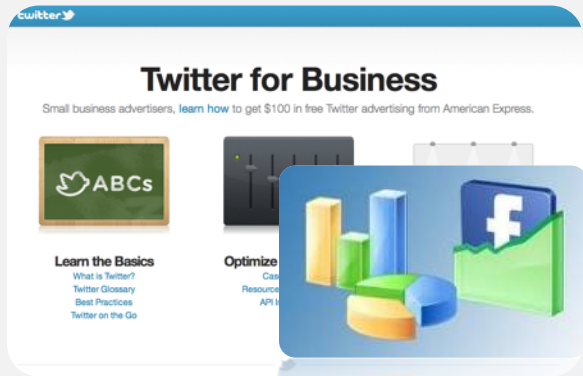 twitter
Twitter for Business
Small business advertisers, learn how to get $100 in free Twitter advertising from American Express.
ABCs
Learn the Basics
What is Twitter?
Twitter Glossary
Best Practices
Twitter on the Go
Optimize
API
f